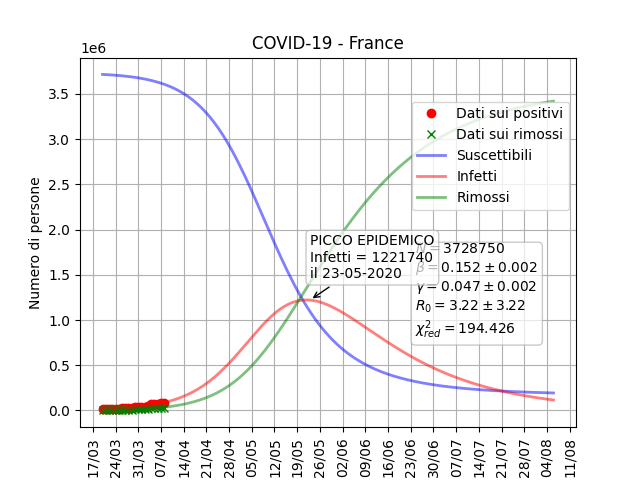 COVID-19 - France
1e6
3.5
3.0
2.5
2.0
1.5
1.0
0.5
0.0
Numero di persone
Dati sui positivi
Dati sui rimossi
Suscettibili
Infetti
Rimossi
PICCO EPIDEMICO
Infetti = 1221740
il 23-05-2020
N = 3728750
β = 0.152 ± 0.002
γ = 0.047 ± 0.002
R₀ = 3.22 ± 3.22
χ²red = 194.426
17/03 24/03 31/03 07/04 14/04 21/04 28/04 05/05 12/05 19/05 26/05 02/06 09/06 16/06 23/06 30/06 07/07 14/07 21/07 28/07 04/08 11/08